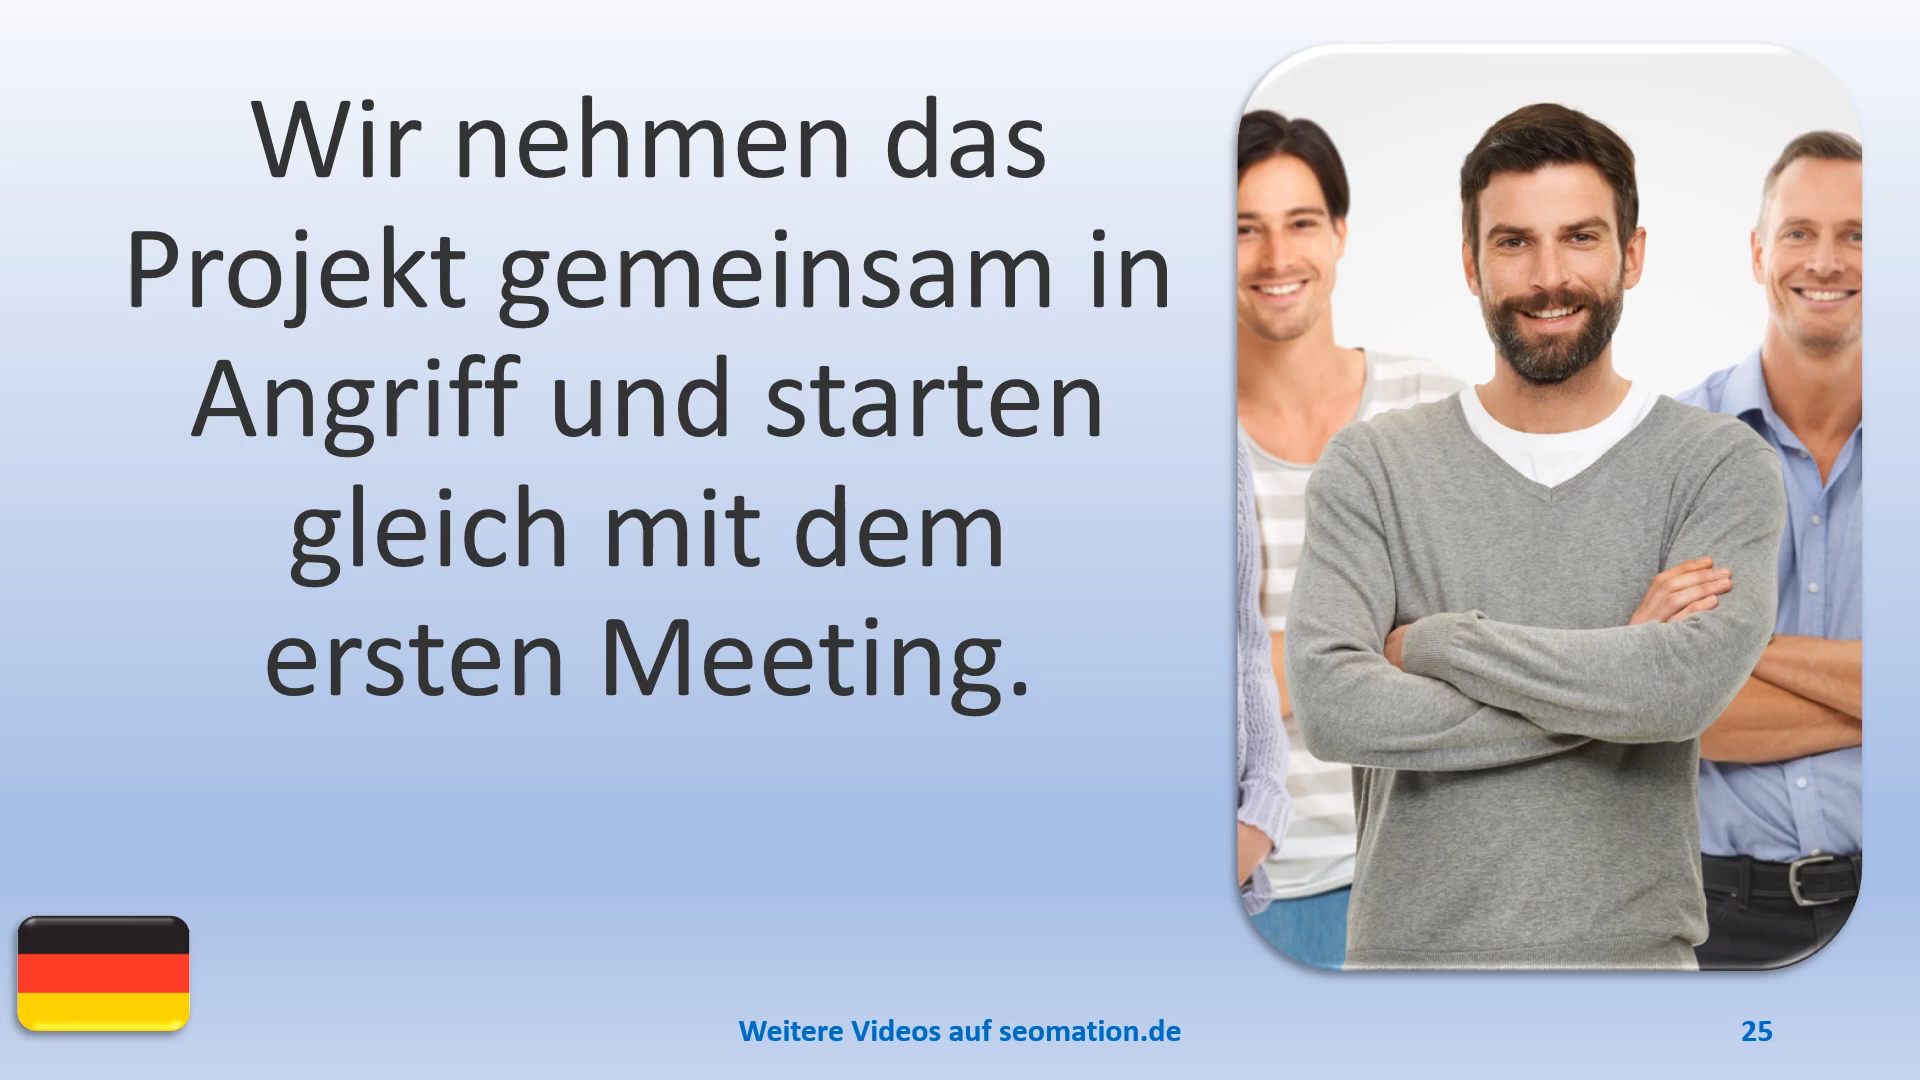 Wir nehmen das
Projekt gemeinsam in
Angriff und starten
gleich mit dem
ersten Meeting.
Weitere Videos auf seomation.de
25